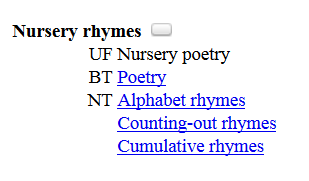 Nursery rhymes
UF Nursery poetry
BT Poetry
NT Alphabet rhymes
Counting-out rhymes
Cumulative rhymes